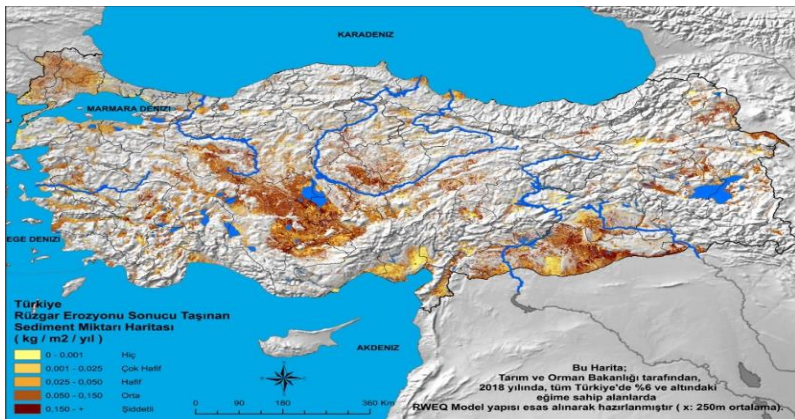 KARADENIZ
MARMARA DENİZİ
EGE DENİZİ
AKDENIZ
Türkiye
Rüzgar Erozyonu Sonucu Taşınan
Sediment Miktarı Haritası
( kg / m2 / yıl )
0 - 0.001 Hiç
0,001 - 0,025 Çok Hafif
0,025 - 0,050 Hafif
0,050 - 0,150 Orta
0,150 - + Şiddetli
180 90 0 180 360 Km
Bu Harita;
Tarım ve Orman Bakanlığı tarafından,
2018 yılında, tüm Türkiye'de %6 ve altındaki
eğime sahip alanlarda
RWEQ Model yapısı esas alınarak hazırlanmıştır ( x: 250m ortalama).